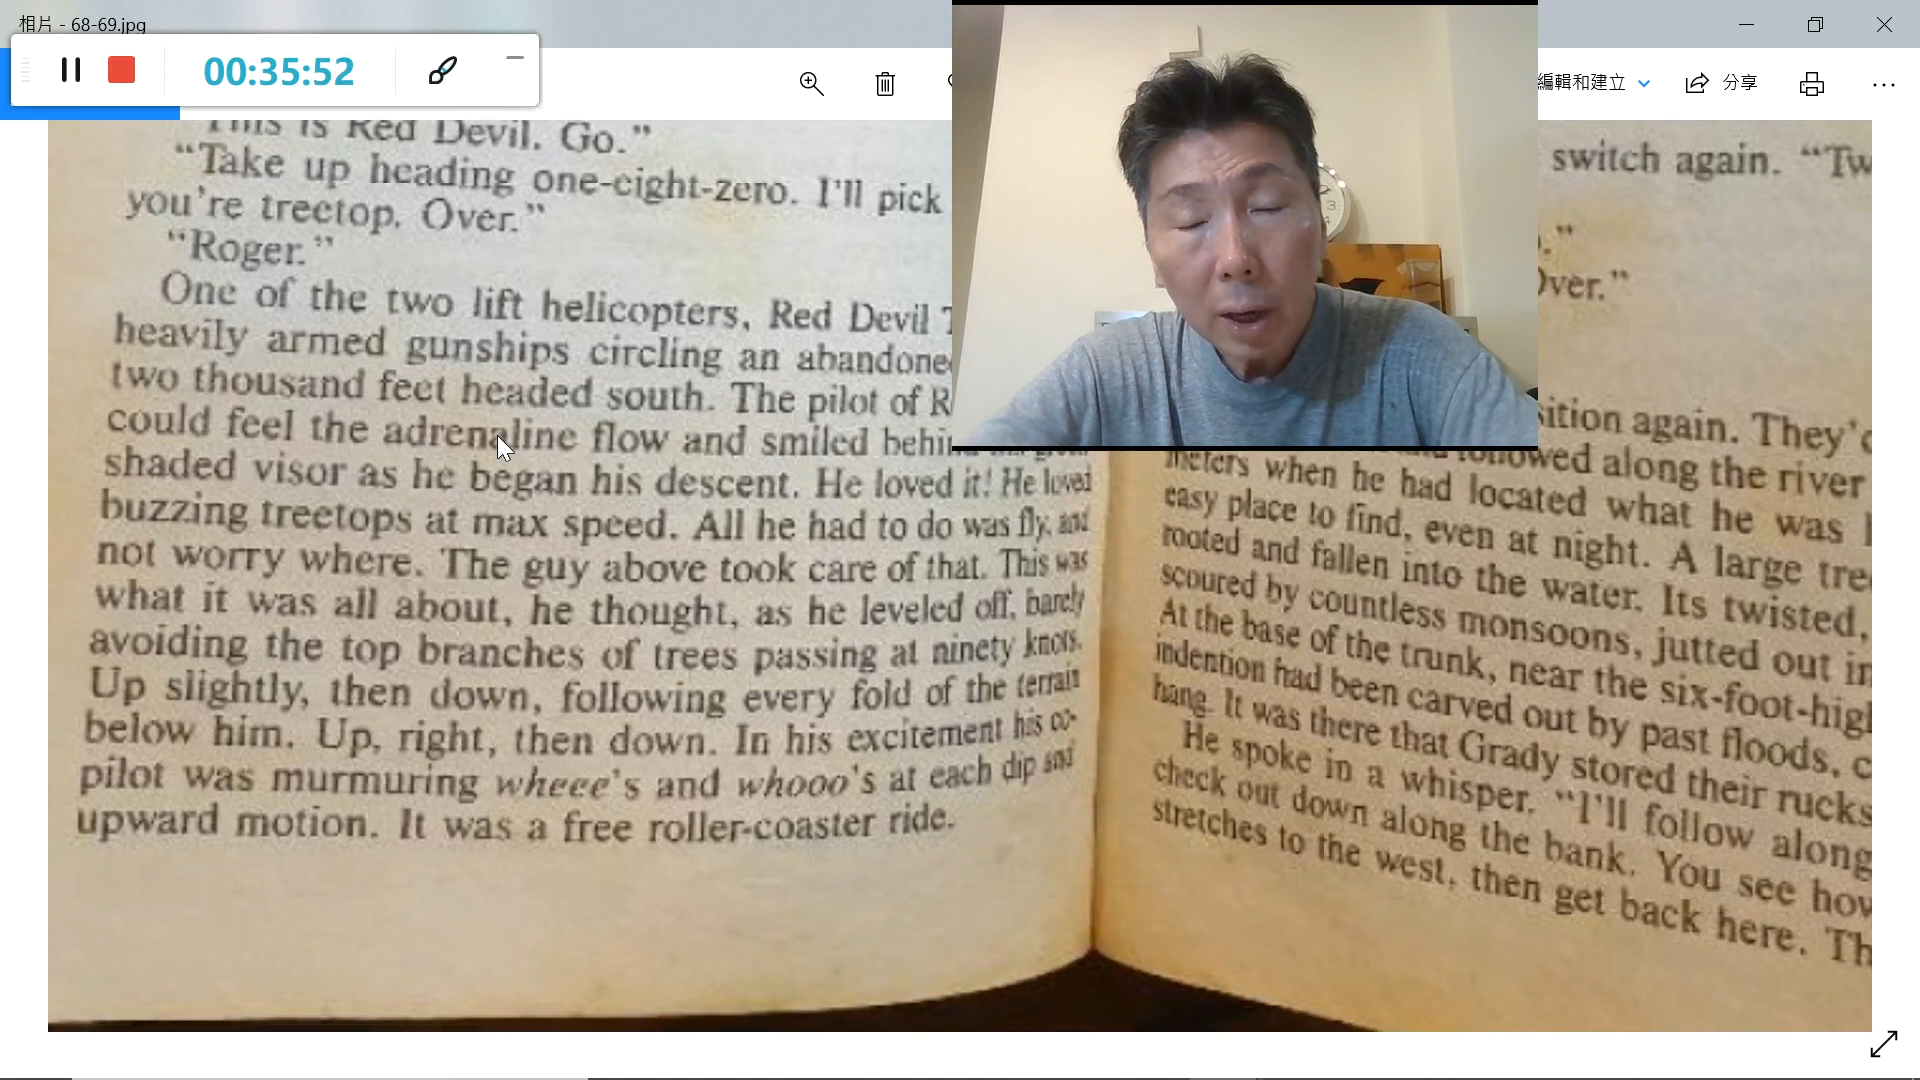 相片 - 68-69.jpg
00:35:52
編輯和建立
分享
This is Red Devil. Go.”
“Take up heading one-eight-zero. I'll pick
you're treetop. Over.”
“Roger.”
One of the two lift helicopters, Red Devil
heavily armed gunships circling an
two thousand feet headed south. The pilot of
could feel the adrenaline flow and smiled
shaded visor as he began his descent. He loved it! He loved
buzzing treetops at max speed. All he had to do was fly, and
not worry where. The guy above took care of that. This was
what it was all about, he thought, as he leveled off, barely
avoiding the top branches of trees passing at ninety knots.
Up slightly, then down, following every fold of the terrain
below him. Up, right, then down. In his excitement his co-
pilot was murmuring wheee's and whooo's at each dip and
upward motion. It was a free roller-coaster ride.
switch again.
Over.”
again.
followed along the river
meters when he had located what he was
easy place to find, even at night. A large
rooted and fallen into the water. Its twisted,
scoured by countless monsoons, jutted out
At the base of the trunk, near the
indention had been carved out by past floods,
hang. It was there that Grady stored their rucks
He spoke in a whisper. “I'll follow along
check out down along the bank. You see
stretches to the west, then get back here.